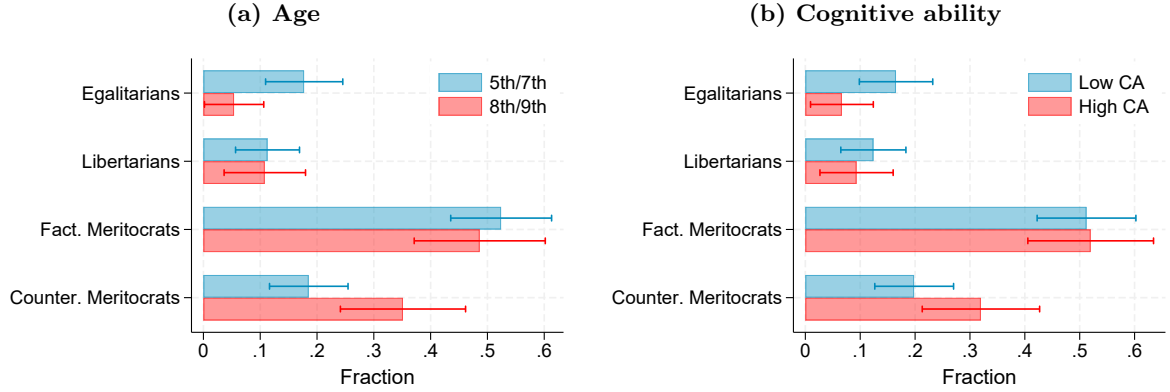 (a) Age
Egalitarians
Libertarians
Fact. Meritocrats
Counter. Meritocrats
5th/7th
8th/9th
0 .1 .2 .3 .4 .5 .6
Fraction
(b) Cognitive ability
Egalitarians
Libertarians
Fact. Meritocrats
Counter. Meritocrats
Low CA
High CA
0 .1 .2 .3 .4 .5 .6
Fraction